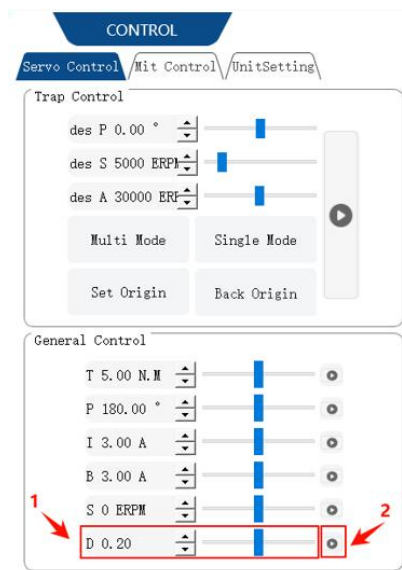 CONTROL
Servo Control Mit Control UnitSetting
Trap Control
des P 0.00 °
des S 5000 ERPM
des A 30000 ERP
Multi Mode Single Mode
Set Origin Back Origin
General Control
T 5.00 N.M
P 180.00 °
I 3.00 A
B 3.00 A
S 0 ERPM
1
2
D 0.20